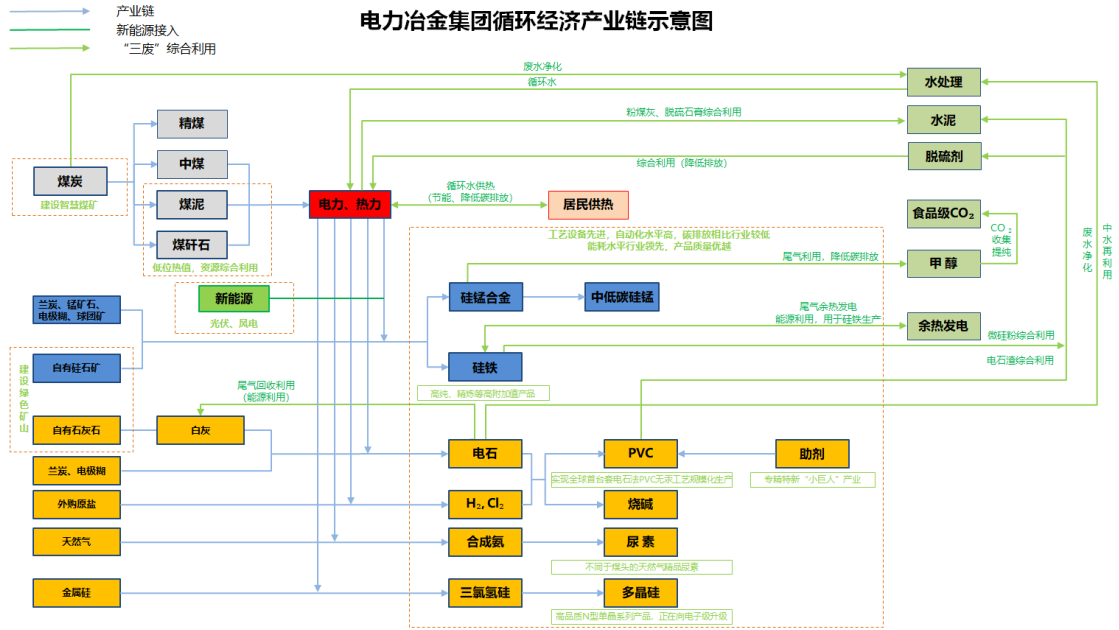 电力冶金集团循环经济产业链示意图
产业链
新能源接入
“三废”综合利用
废水净化
循环水
水处理
粉煤灰、脱硫石膏综合利用
水泥
综合利用（降低排放）
脱硫剂
精煤
中煤
煤炭
建设智慧煤矿
煤泥
煤矸石
低位热值，资源综合利用
电力、热力
循环水供热
（节能、降低碳排放）
居民供热
食品级CO₂
CO₂
收集
提纯
废水净化
中水再利用
工艺设备先进，自动化水平高，碳排放相比行业较低
能耗水平行业领先，产品质量优越
尾气利用，降低碳排放
甲 醇
新能源
光伏、风电
兰炭、锰矿石、
电极糊、球团矿
硅锰合金
中低碳硅锰
尾气余热发电
能源利用，用于硅铁生产
余热发电
微硅粉综合利用
电石渣综合利用
建设绿色矿山
自有硅石矿
硅铁
高纯、精炼等高附加值产品
尾气回收利用
（能源利用）
自有石灰石
白灰
兰炭、电极糊
电石
PVC
助剂
实现全球首台套电石法PVC无汞工艺规模化生产
专精特新“小巨人”产业
外购原盐
H₂, Cl₂
烧碱
天然气
合成氨
尿 素
不同于煤头的天然气精品尿素
金属硅
三氯氢硅
多晶硅
高品质N型单晶系列产品，正在向电子级升级